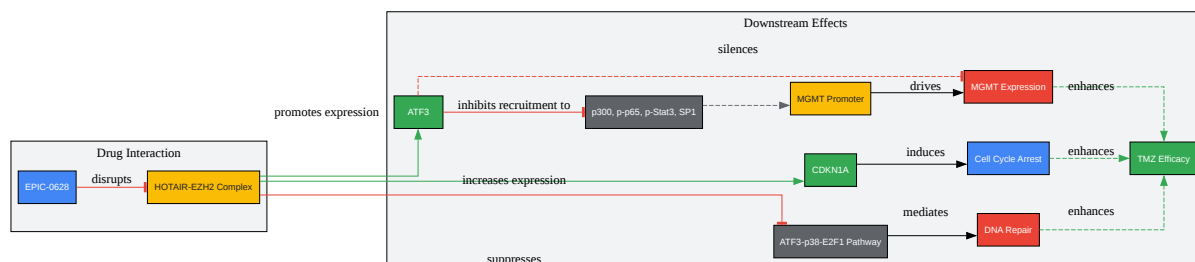 Downstream Effects
silences
promotes expression
ATF3
inhibits recruitment to
p300, p-p65, p-Stat3, SP1
MGMT Promoter
drives
MGMT Expression
enhances
Drug Interaction
EPIC-0628
disrupts
HOTAIR-EZH2 Complex
increases expression
CDKN1A
induces
Cell Cycle Arrest
enhances
TMZ Efficacy
ATF3-p38-E2F1 Pathway
mediates
DNA Repair
enhances
suppresses